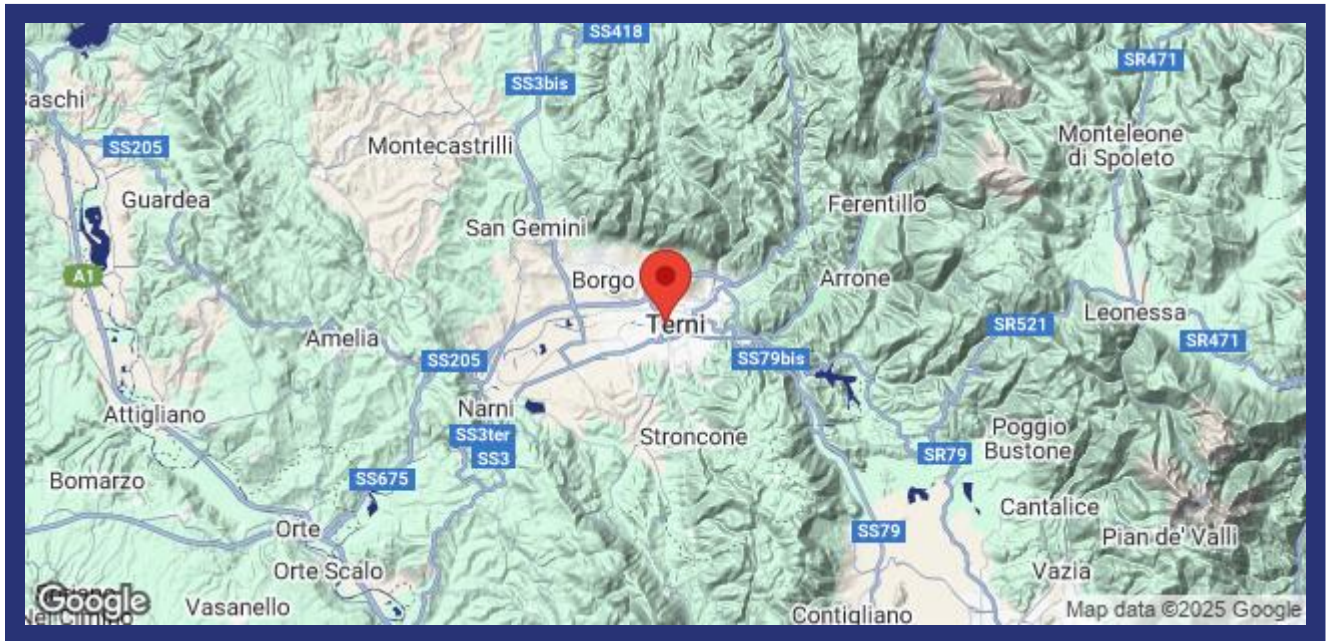 SS418
SR471
SS3bis
Baschi
Monteleone
di Spoleto
Montecastrilli
SS205
Guardea
Ferentillo
San Gemini
A1
Borgo
Arrone
Terni
Leonessa
SR521
Amelia
SR471
SS205
SS79bis
Attigliano
Narni
SS3ter
Stroncone
Poggio
Bustone
SS3
SR79
Bomarzo
SS675
Cantalice
Orte
SS79
Pian de' Valli
Orte Scalo
Vazia
Google
Vasanello
Contigliano
Map data ©2025 Google